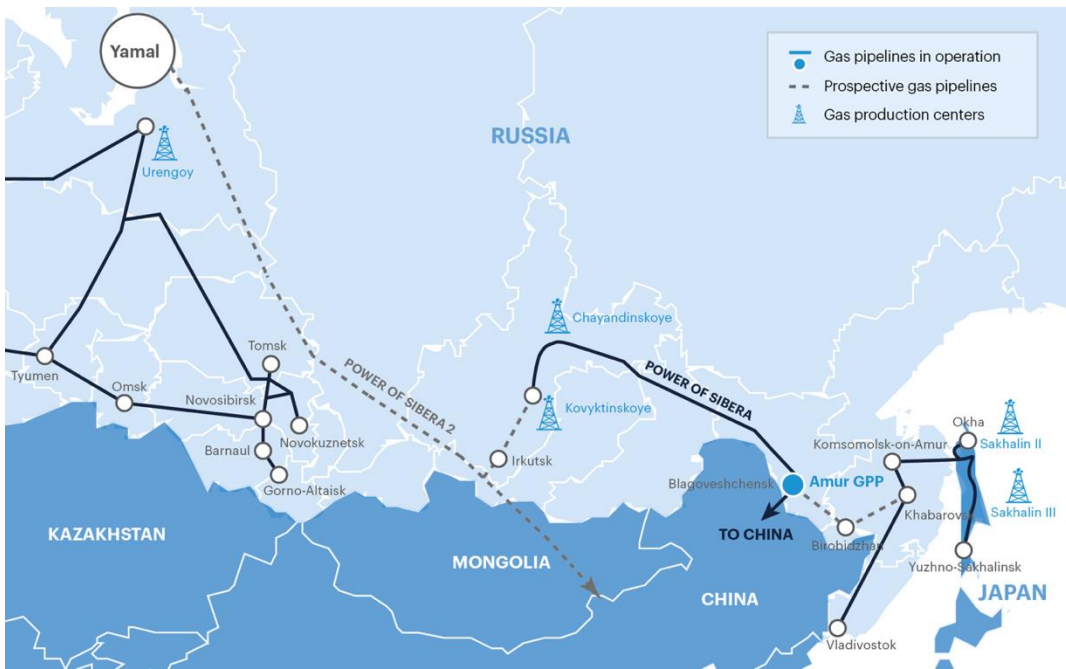 Yamal
Gas pipelines in operation
Prospective gas pipelines
Gas production centers
RUSSIA
Urengoy
Chayandinskoye
Tomsk
Tyumen
Omsk
POWER OF SIBERA 2
POWER OF SIBERA
Novosibirsk
Kovyktinskoye
Novokuznetsk
Okha
Komsomolsk-on-Amur
Sakhalin II
Barnaul
Irkutsk
Gorno-Altaisk
Blagoveshchensk
Amur GPP
Khabarovsk
Sakhalin III
KAZAKHSTAN
TO CHINA
Birobidzhan
MONGOLIA
Yuzhno-Sakhalinsk
CHINA
JAPAN
Vladivostok